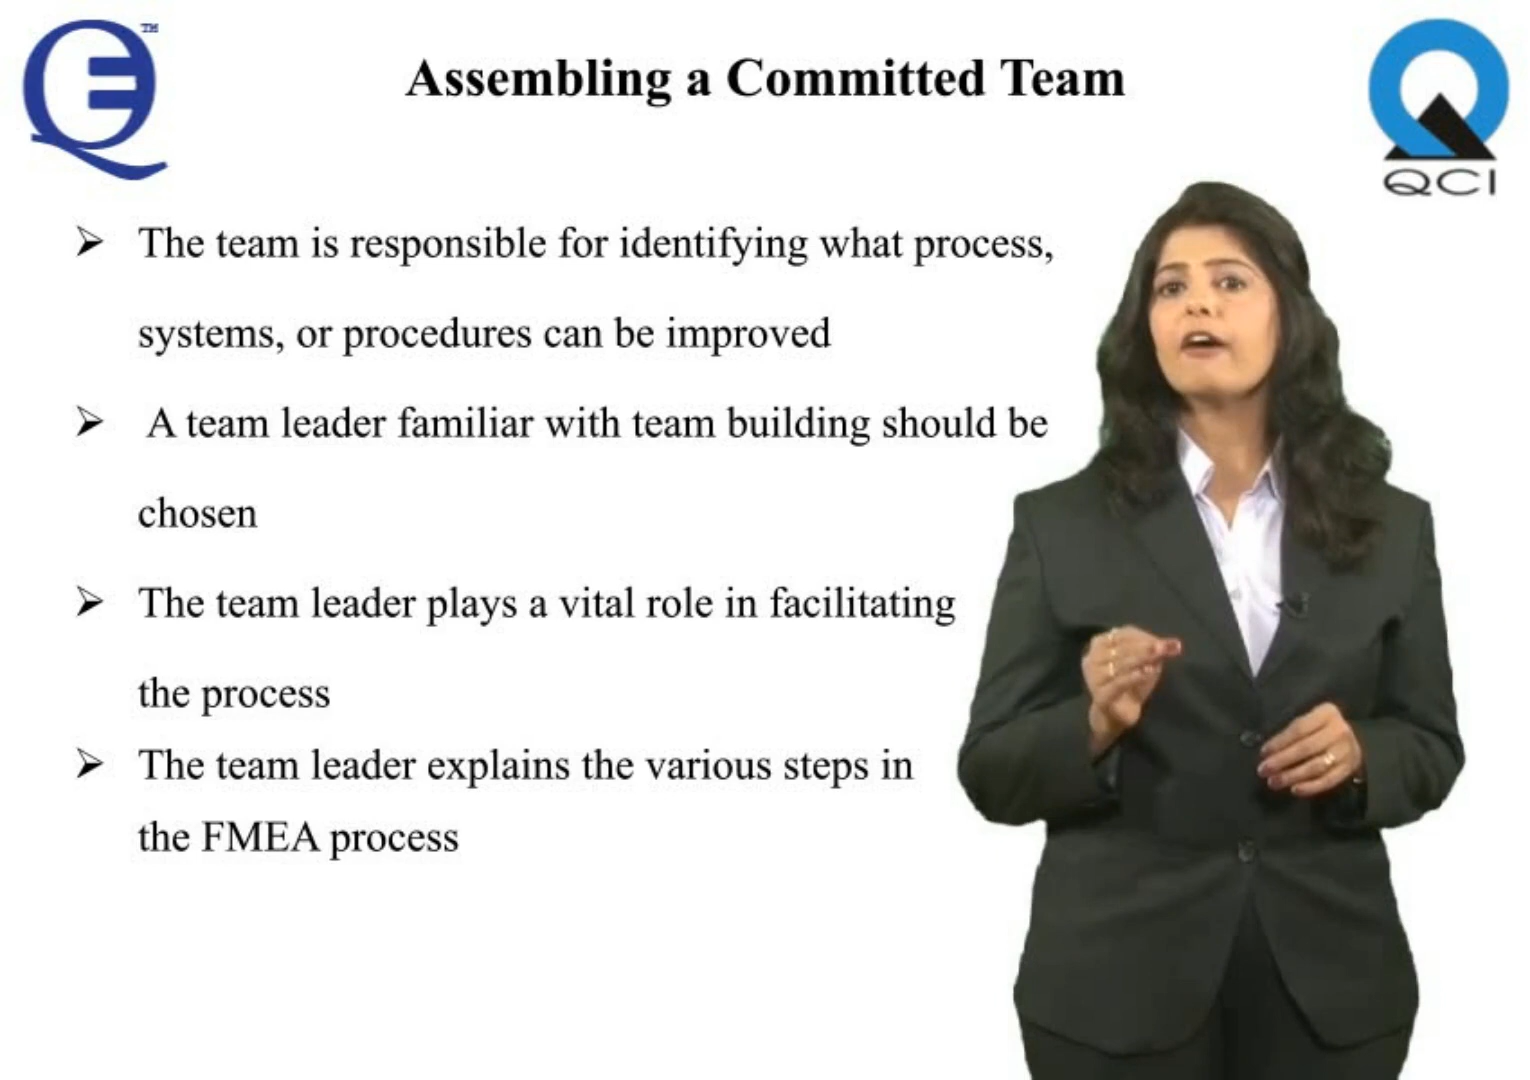 TM
Assembling a Committed Team
QCI
➢ The team is responsible for identifying what process,
systems, or procedures can be improved
➢ A team leader familiar with team building should be
chosen
➢ The team leader plays a vital role in facilitating
the process
➢ The team leader explains the various steps in
the FMEA process